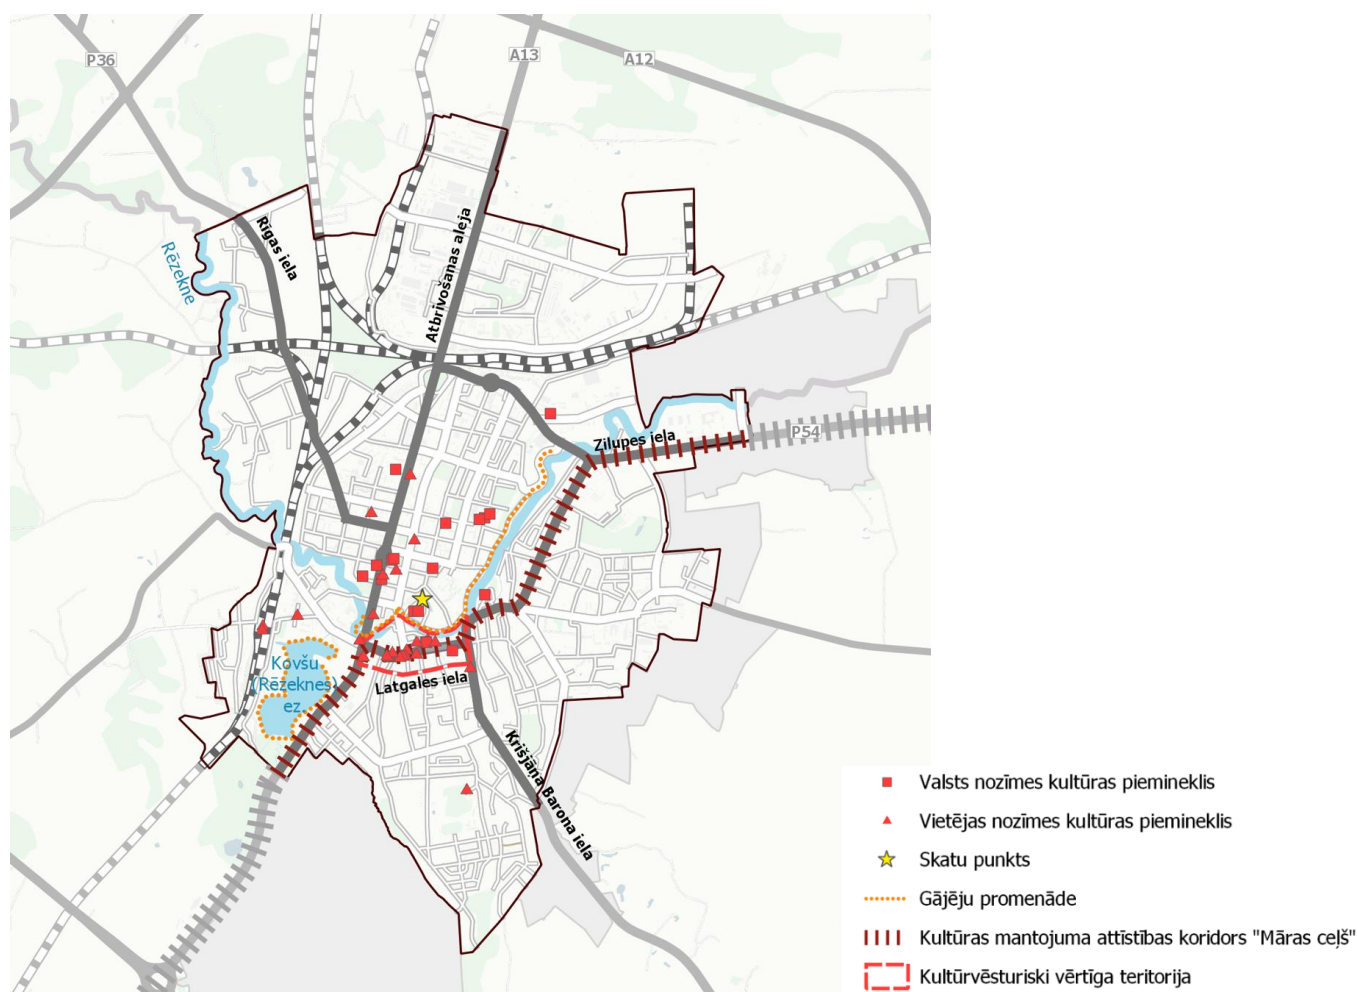 P36
A13
A12
Rīgas iela
Atbrīvošanas aleja
Rēzekne
Zilupes iela
P54
Kovšu
(Rēzeknes)
ez.
Latgales iela
Krišjāņa Barona iela
Valsts nozīmes kultūras piemineklis
Vietējas nozīmes kultūras piemineklis
Skatu punkts
Gājēju promenāde
Kultūras mantojuma attīstības koridors "Māras ceļš"
Kultūrvēsturiski vērtīga teritorija